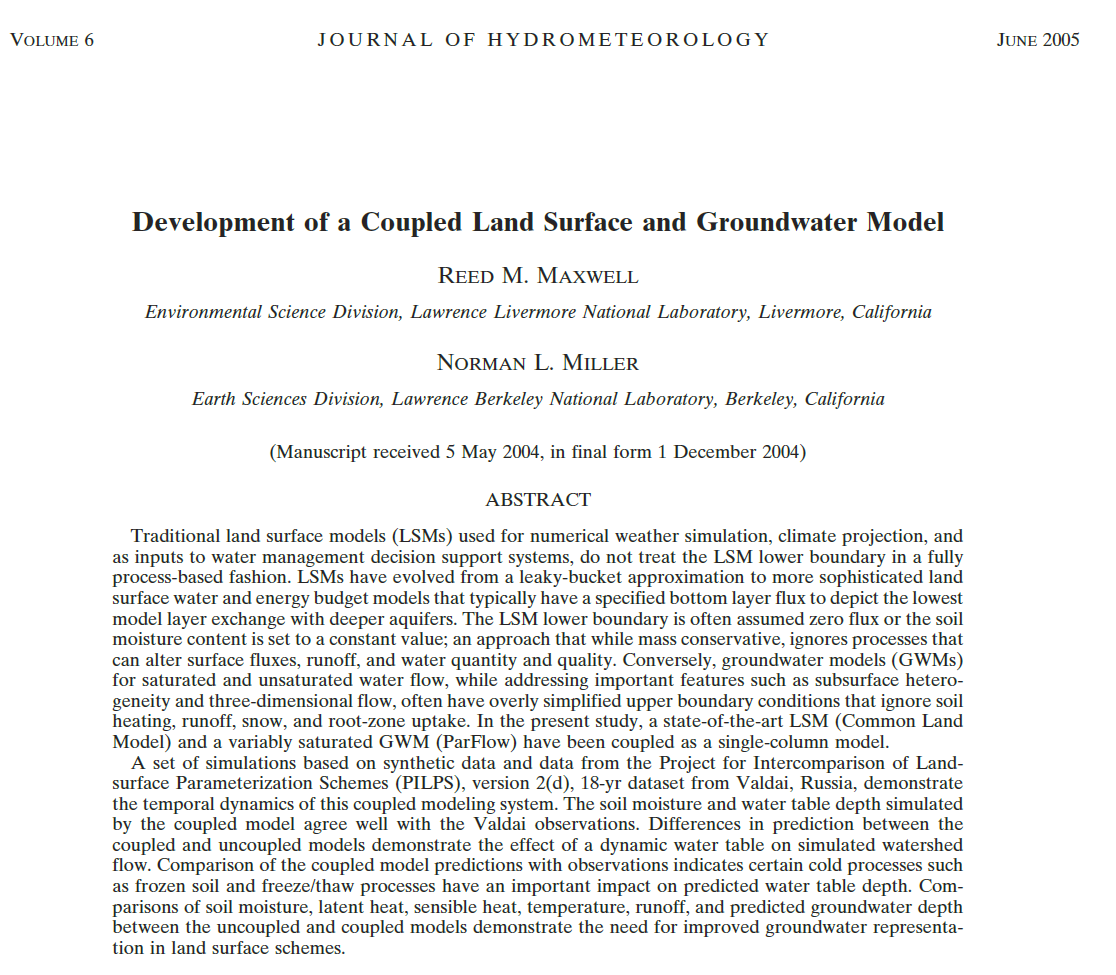 VOLUME 6 JOURNAL OF HYDROMETEOROLOGY JUNE 2005
Development of a Coupled Land Surface and Groundwater Model
REED M. MAXWELL
Environmental Science Division, Lawrence Livermore National Laboratory, Livermore, California
NORMAN L. MILLER
Earth Sciences Division, Lawrence Berkeley National Laboratory, Berkeley, California
(Manuscript received 5 May 2004, in final form 1 December 2004)
ABSTRACT
Traditional land surface models (LSMs) used for numerical weather simulation, climate projection, and
as inputs to water management decision support systems, do not treat the LSM lower boundary in a fully
process-based fashion. LSMs have evolved from a leaky-bucket approximation to more sophisticated land
surface water and energy budget models that typically have a specified bottom layer flux to depict the lowest
model layer exchange with deeper aquifers. The LSM lower boundary is often assumed zero flux or the soil
moisture content is set to a constant value; an approach that while mass conservative, ignores processes that
can alter surface fluxes, runoff, and water quantity and quality. Conversely, groundwater models (GWMs)
for saturated and unsaturated water flow, while addressing important features such as subsurface hetero-
geneity and three-dimensional flow, often have overly simplified upper boundary conditions that ignore soil
heating, runoff, snow, and root-zone uptake. In the present study, a state-of-the-art LSM (Common Land
Model) and a variably saturated GWM (ParFlow) have been coupled as a single-column model.
A set of simulations based on synthetic data and data from the Project for Intercomparison of Land-
surface Parameterization Schemes (PILPS), version 2(d), 18-yr dataset from Valdai, Russia, demonstrate
the temporal dynamics of this coupled modeling system. The soil moisture and water table depth simulated
by the coupled model agree well with the Valdai observations. Differences in prediction between the
coupled and uncoupled models demonstrate the effect of a dynamic water table on simulated watershed
flow. Comparison of the coupled model predictions with observations indicates certain cold processes such
as frozen soil and freeze/thaw processes have an important impact on predicted water table depth. Com-
parisons of soil moisture, latent heat, sensible heat, temperature, runoff, and predicted groundwater depth
between the uncoupled and coupled models demonstrate the need for improved groundwater representa-
tion in land surface schemes.